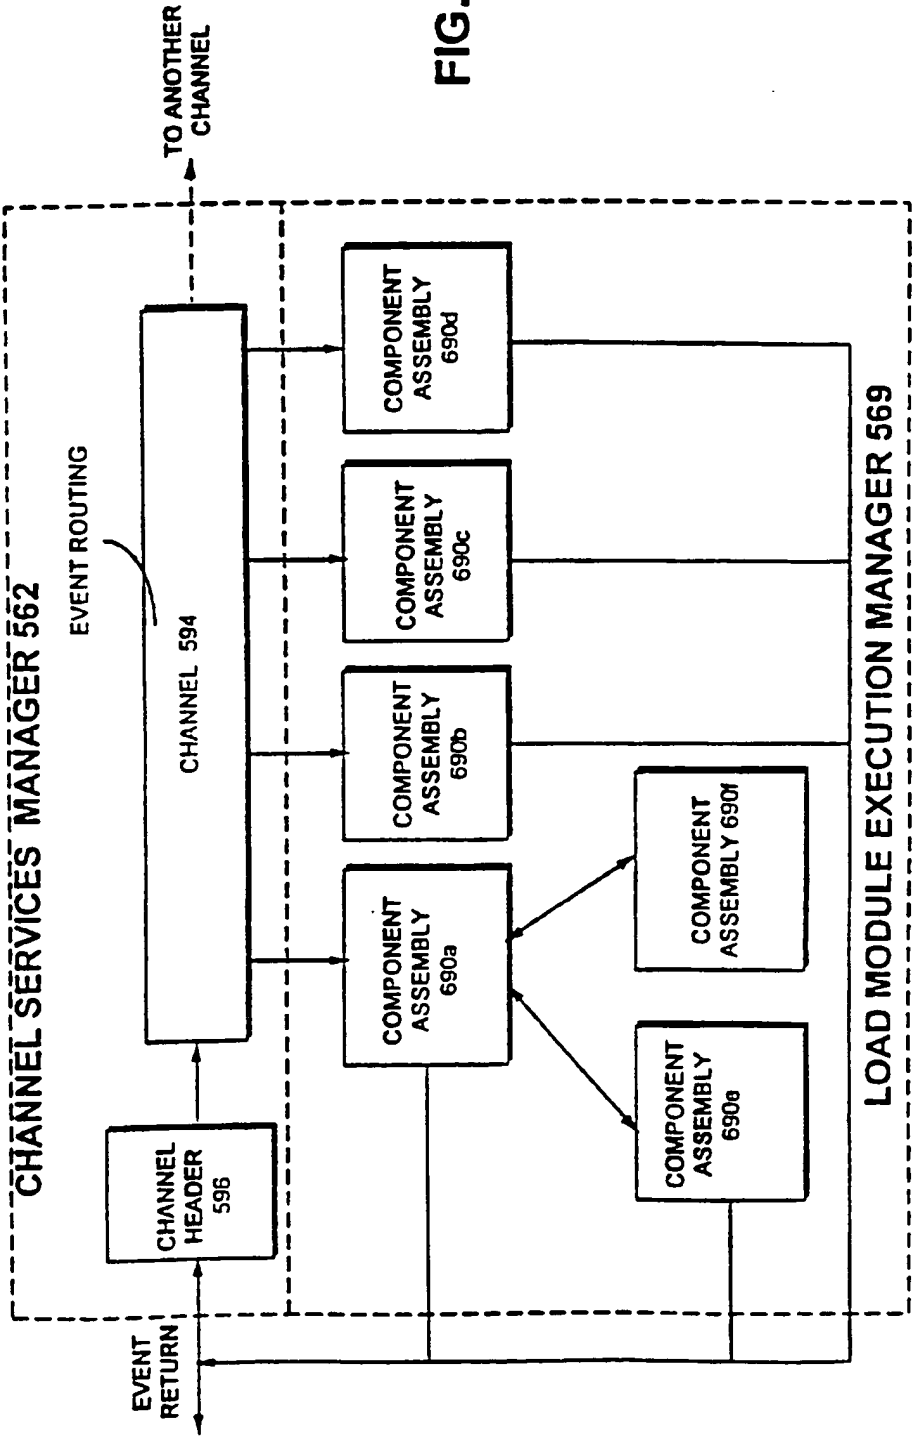 CHANNEL SERVICES MANAGER 562
EVENT ROUTING
TO ANOTHER
CHANNEL
EVENT
RETURN
CHANNEL
HEADER
596
CHANNEL 594
COMPONENT
ASSEMBLY
690a
COMPONENT
ASSEMBLY
690b
COMPONENT
ASSEMBLY
690c
COMPONENT
ASSEMBLY
690d
COMPONENT
ASSEMBLY
690e
COMPONENT
ASSEMBLY 690f
LOAD MODULE EXECUTION MANAGER 569
FIG.